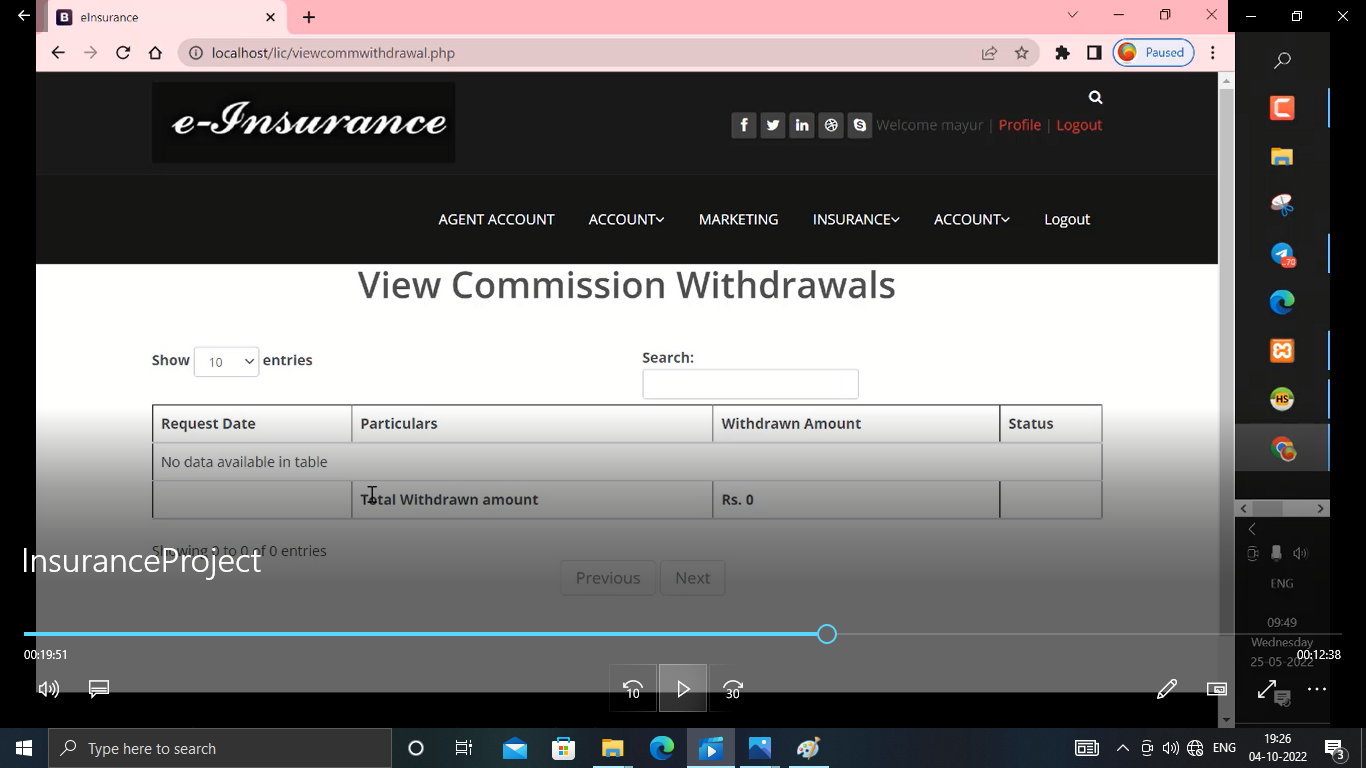 eInsurance
localhost/lic/viewcommwithdrawal.php
Paused
e-Insurance
Welcome mayur | Profile | Logout
AGENT ACCOUNT ACCOUNT MARKETING INSURANCE ACCOUNT Logout
View Commission Withdrawals
Show 10 entries
Search:
Request Date Particulars Withdrawn Amount Status
No data available in table
Total Withdrawn amount Rs. 0
Showing 0 to 0 of 0 entries
InsuranceProject
Previous Next
70
HS
ENG
09:49
Wednesday
25-05-2022
00:19:51
00:12:38
10
30
Type here to search
ENG
19:26
04-10-2022
3